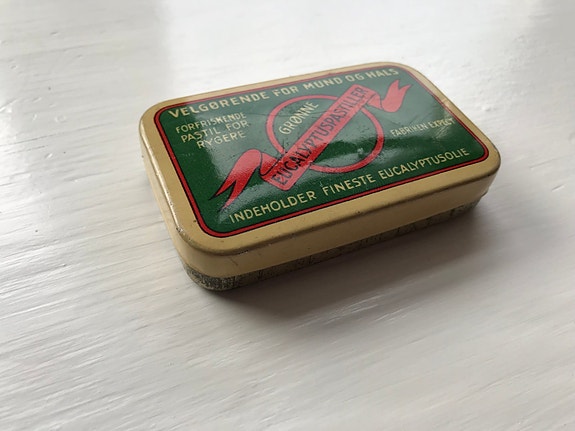 VELGØRENDE FOR MUND OG HALS
FORFRISKENDE
PASTIL FOR
RYGERE
GRØNNE
EUCALYPTUSPASTILLER
FABRIKEN EXPECT
INDEHOLDER FINESTE EUCALYPTUSOLIE